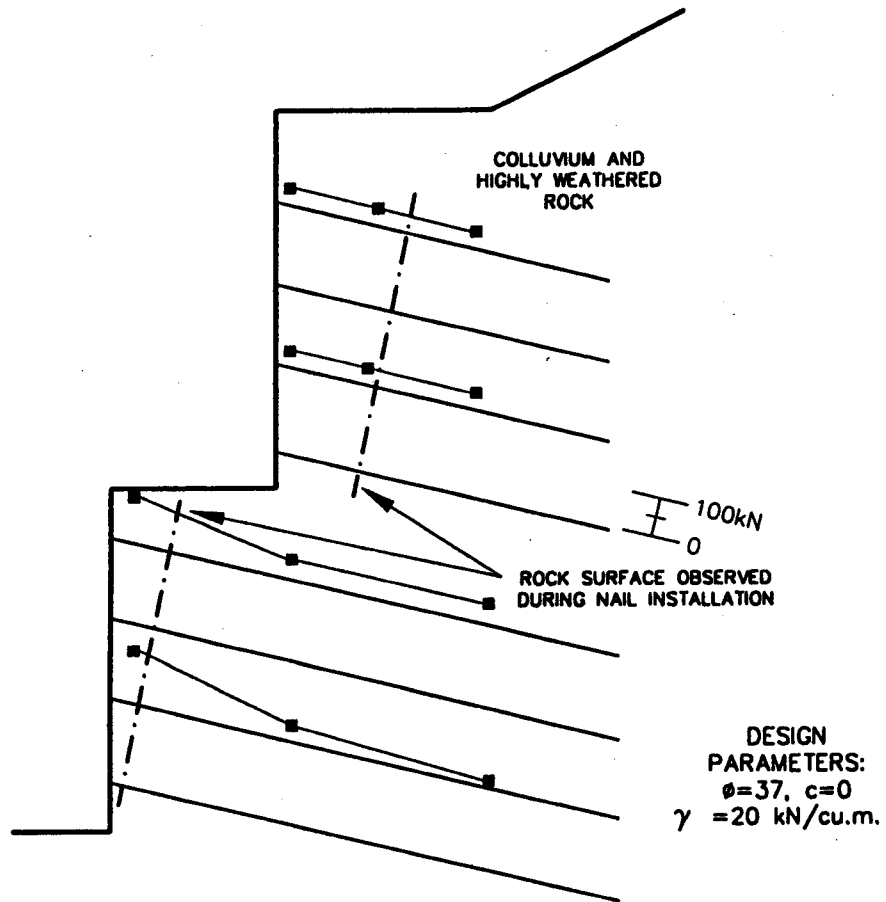 COLLUVIUM AND
HIGHLY WEATHERED
ROCK
100kN
0
ROCK SURFACE OBSERVED
DURING NAIL INSTALLATION
DESIGN
PARAMETERS:
ø=37, c=0
γ =20 kN/cu.m.